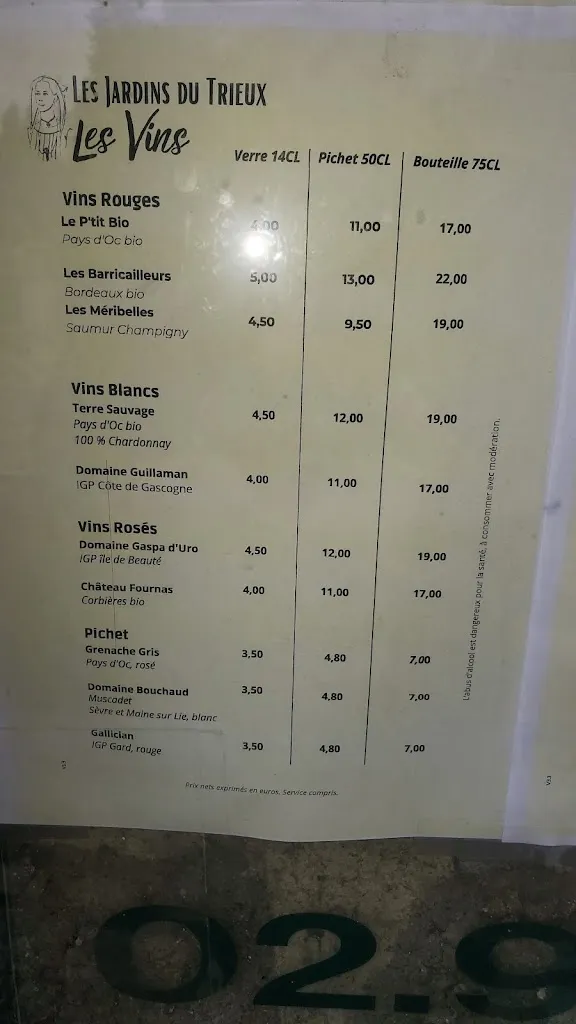 LES JARDINS DU TRIEUX
Les Vins
Verre 14CL Pichet 50CL Bouteille 75CL
Vins Rouges
Le P'tit Bio 4,00 11,00 17,00
Pays d'Oc bio
Les Barricailleurs 5,00 13,00 22,00
Bordeaux bio
Les Méribelles 4,50 9,50 19,00
Saumur Champigny
Vins Blancs
Terre Sauvage 4,50 12,00 19,00
Pays d'Oc bio
100 % Chardonnay
Domaine Guillaman 4,00 11,00 17,00
IGP Côte de Gascogne
Vins Rosés
Domaine Gaspa d'Uro 4,50 12,00 19,00
IGP île de Beauté
Château Fournas 4,00 11,00 17,00
Corbières bio
Pichet
Grenache Gris 3,50 4,80 7,00
Pays d'Oc, rosé
Domaine Bouchaud 3,50 4,80 7,00
Muscadet
Sèvre et Maine sur Lie, blanc
Gallician 3,50 4,80 7,00
IGP Gard, rouge
Prix nets exprimés en euros. Service compris.
L'abus d'alcool est dangereux pour la santé, à consommer avec modération.
02.9